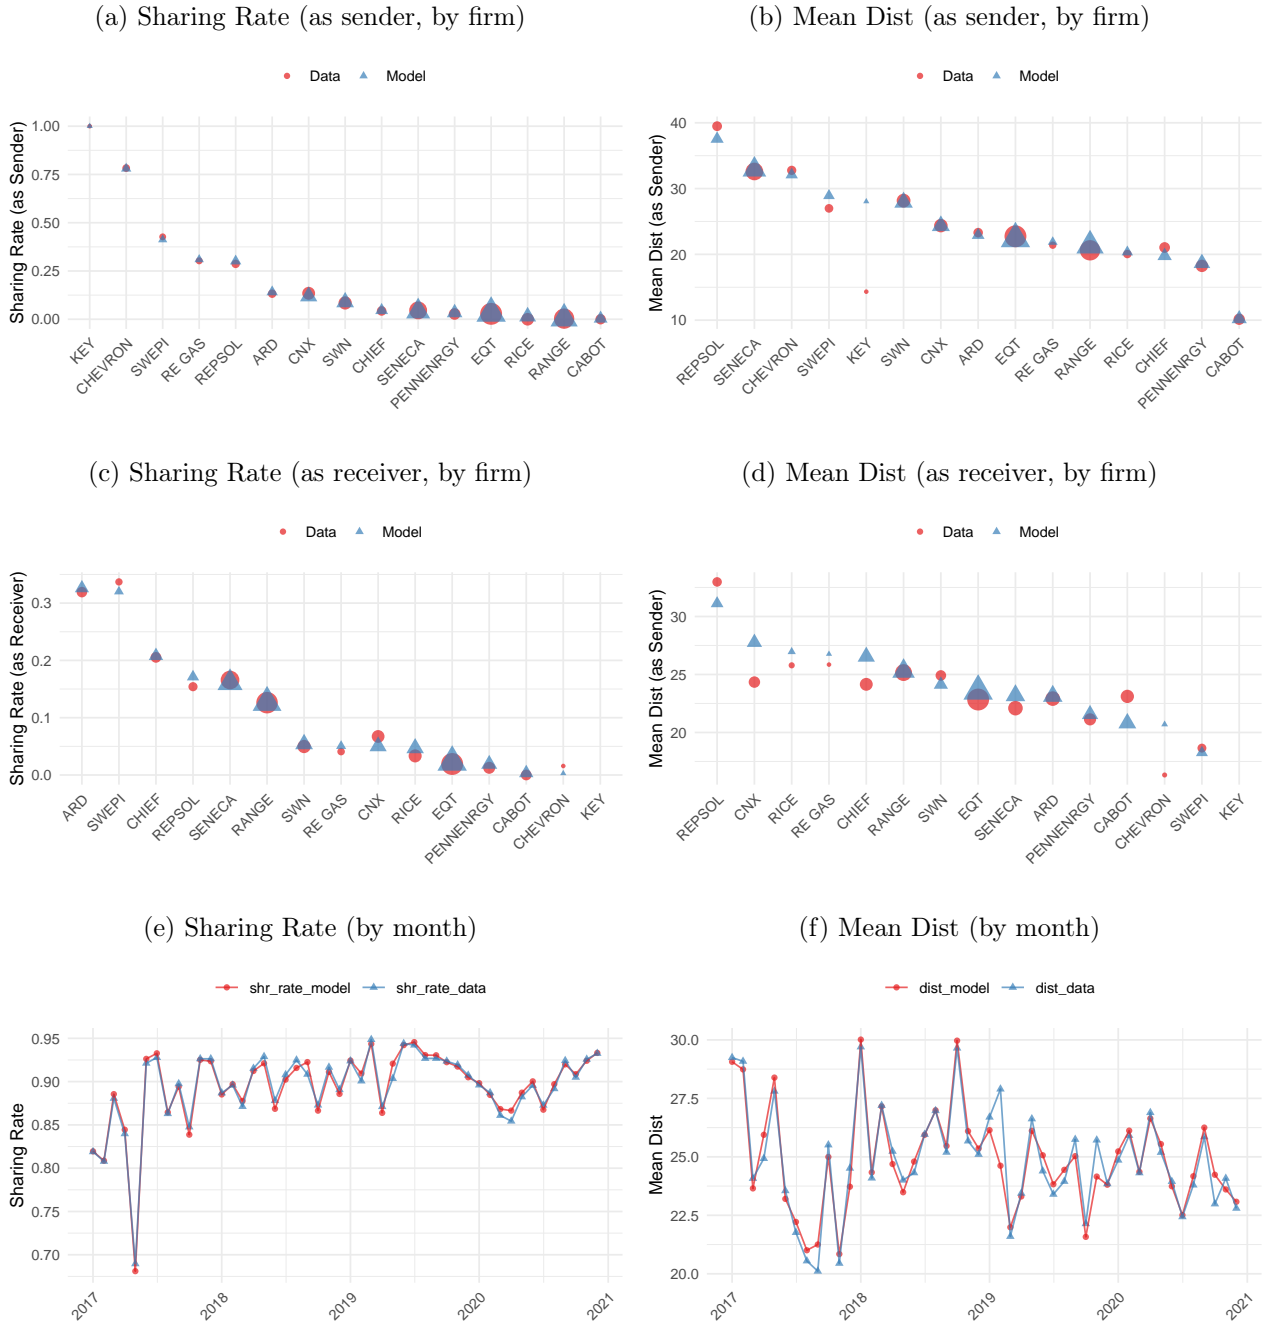 (a) Sharing Rate (as sender, by firm)
Data Model
Sharing Rate (as Sender)
1.00
0.75
0.50
0.25
0.00
KEY
CHEVRON
SWEPI
RE GAS
REPSOL
ARD
CNX
SWN
CHIEF
SENECA
PENNENRGY
EQT
RICE
RANGE
CABOT
(b) Mean Dist (as sender, by firm)
Data Model
Mean Dist (as Sender)
40
30
20
10
REPSOL
SENECA
CHEVRON
SWEPI
KEY
SWN
CNX
ARD
EQT
RE GAS
RANGE
RICE
CHIEF
PENNENRGY
CABOT
(c) Sharing Rate (as receiver, by firm)
Data Model
Sharing Rate (as Receiver)
0.3
0.2
0.1
0.0
ARD
SWEPI
CHIEF
REPSOL
SENECA
RANGE
SWN
RE GAS
CNX
RICE
EQT
PENNENRGY
CABOT
CHEVRON
KEY
(d) Mean Dist (as receiver, by firm)
Data Model
Mean Dist (as Sender)
30
25
20
REPSOL
CNX
RICE
RE GAS
CHIEF
RANGE
SWN
EQT
SENECA
ARD
PENNENRGY
CABOT
CHEVRON
SWEPI
KEY
(e) Sharing Rate (by month)
shr_rate_model shr_rate_data
Sharing Rate
0.95
0.90
0.85
0.80
0.75
0.70
2017
2018
2019
2020
2021
(f) Mean Dist (by month)
dist_model dist_data
Mean Dist
30.0
27.5
25.0
22.5
20.0
2017
2018
2019
2020
2021